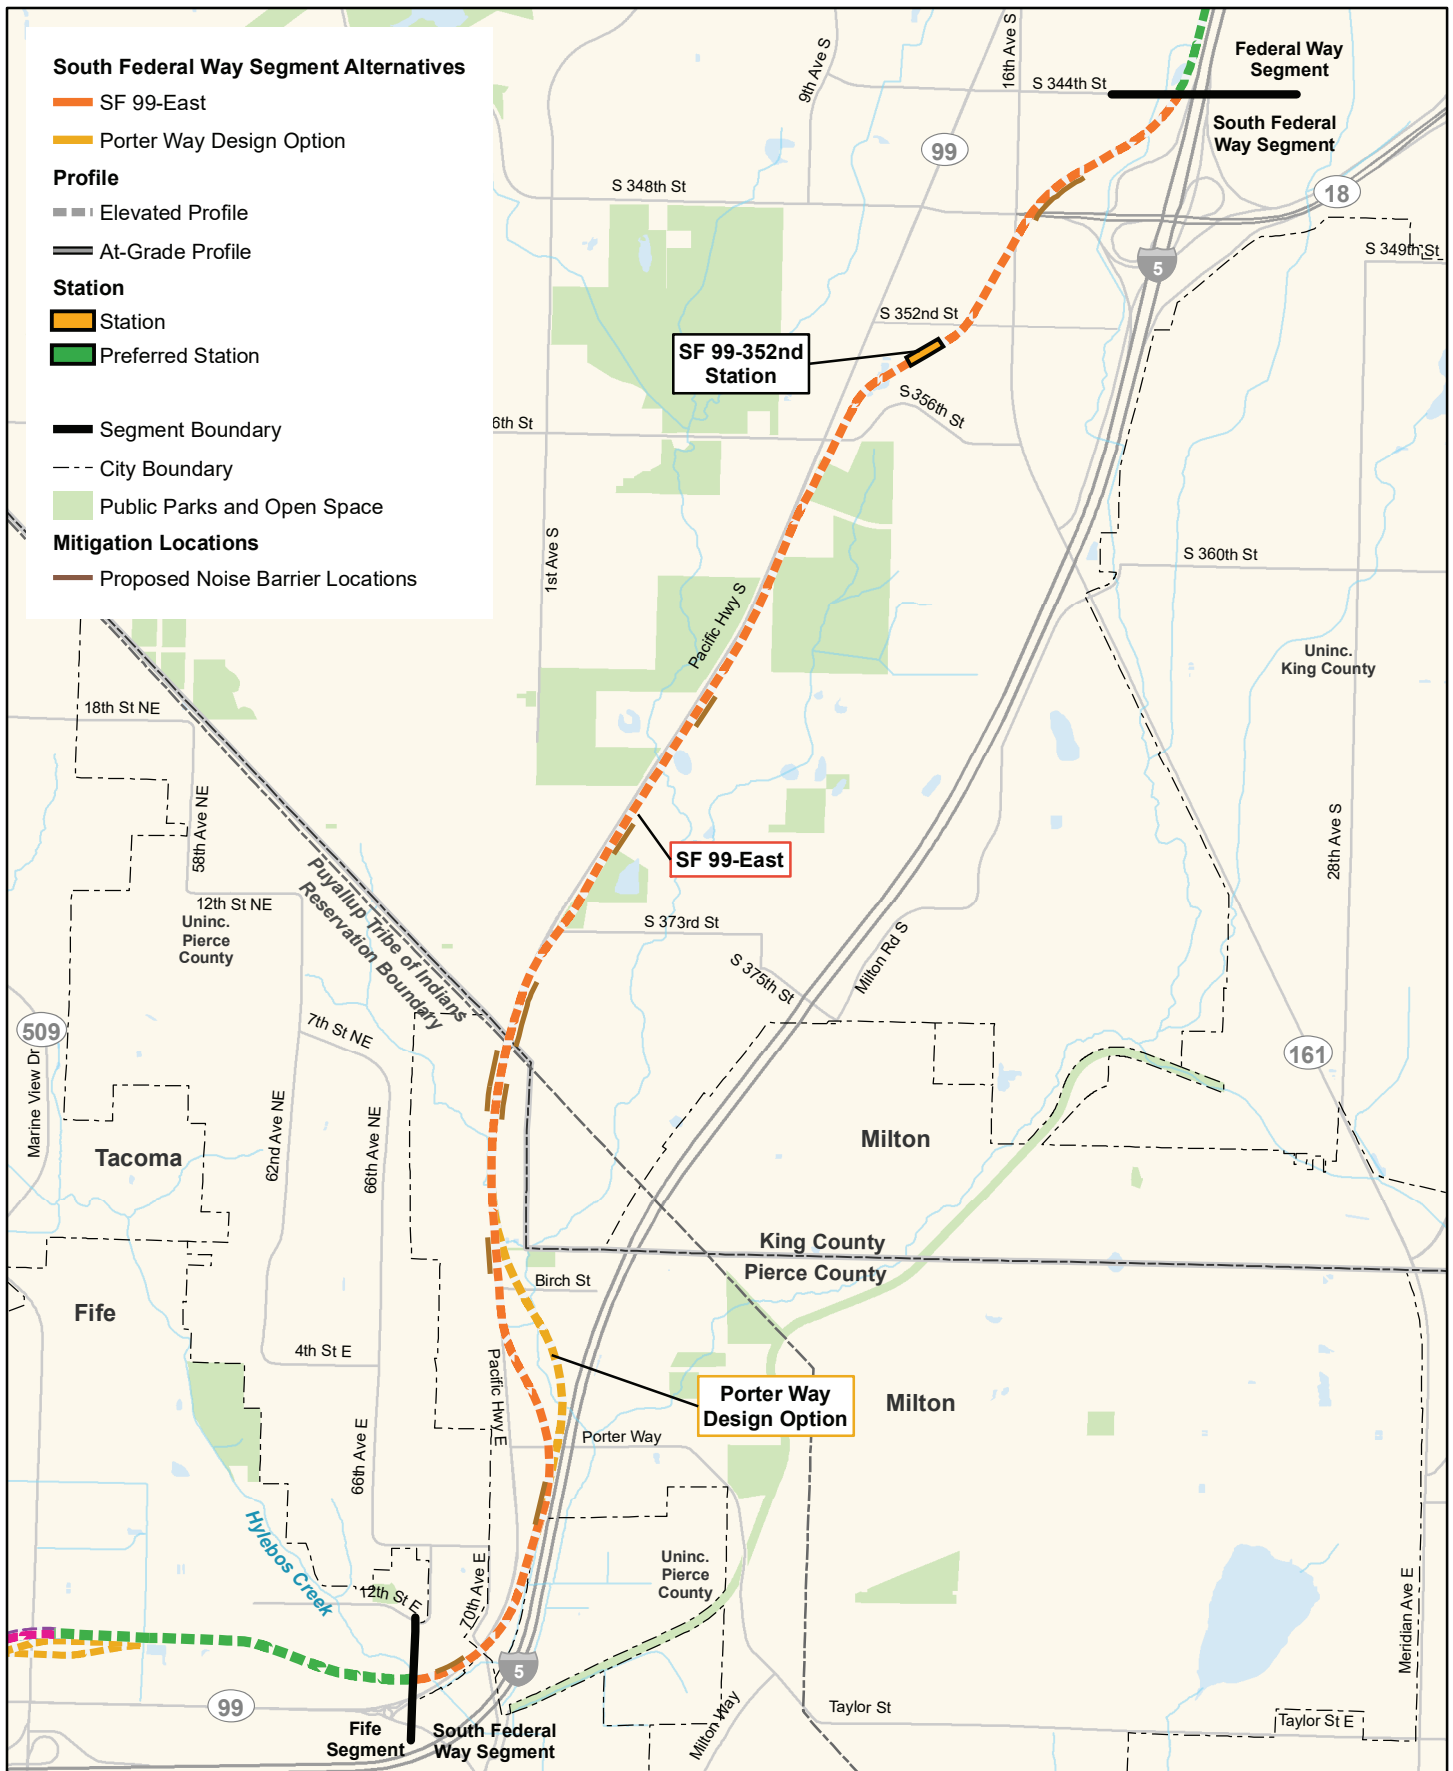 South Federal Way Segment Alternatives
SF 99-East
Porter Way Design Option
Profile
Elevated Profile
At-Grade Profile
Station
Station
Preferred Station
Segment Boundary
City Boundary
Public Parks and Open Space
Mitigation Locations
Proposed Noise Barrier Locations
9th Ave S
16th Ave S
S 344th St
Federal Way
Segment
South Federal
Way Segment
99
18
S 348th St
S 349th St
5
S 352nd St
SF 99-352nd
Station
S 356th St
6th St
1st Ave S
S 360th St
Pacific Hwy S
Uninc.
King County
18th St NE
58th Ave NE
28th Ave S
SF 99-East
12th St NE
Uninc.
Pierce
County
Puyallup Tribe of Indians
Reservation Boundary
S 373rd St
S 375th St
Milton Rd S
509
7th St NE
161
Marine View Dr
62nd Ave NE
66th Ave NE
Tacoma
Milton
King County
Pierce County
Birch St
Fife
4th St E
Pacific Hwy E
Porter Way
Design Option
Milton
Porter Way
66th Ave E
Hylebos Creek
12th St E
70th Ave E
Uninc.
Pierce
County
Meridian Ave E
5
99
Fife
Segment
South Federal
Way Segment
Milton Way
Taylor St
Taylor St E